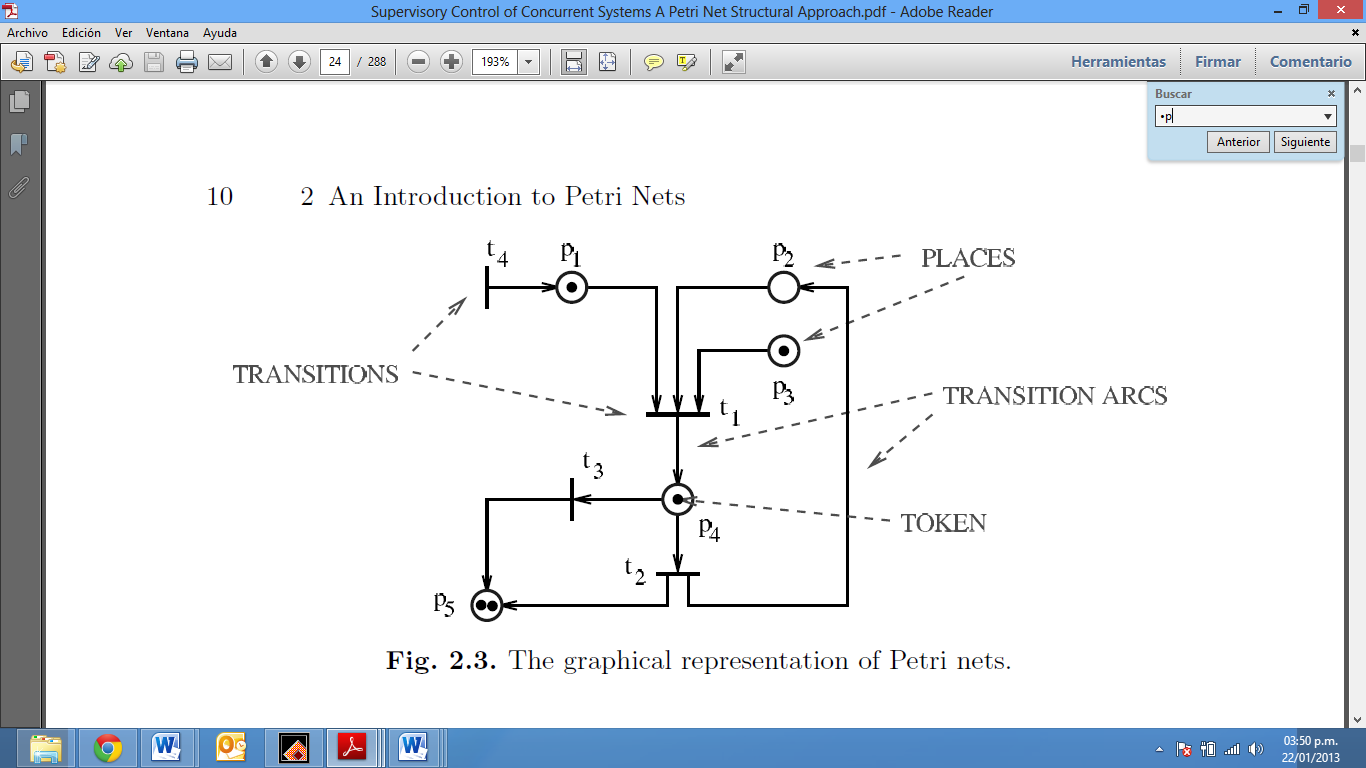 Supervisory Control of Concurrent Systems A Petri Net Structural Approach.pdf - Adobe Reader
Archivo Edición Ver Ventana Ayuda
24 / 288 193% Herramientas Firmar Comentario
Buscar
•p
Anterior Siguiente
10 2 An Introduction to Petri Nets
t4 p1 p2 PLACES
TRANSITIONS
p3
t1 TRANSITION ARCS
t3
p4 TOKEN
t2
p5
Fig. 2.3. The graphical representation of Petri nets.
03:50 p.m.
22/01/2013